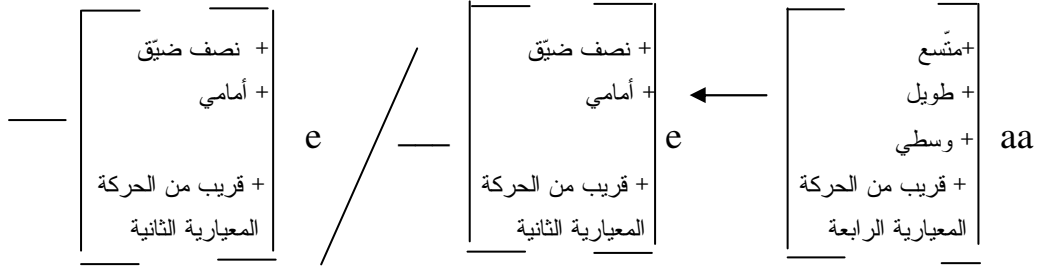 aa
+متّسع
+ طويل
+ وسطي
+ قريب من الحركة
المعيارية الرابعة
e
+ نصف ضيّق
+ أمامي
+ قريب من الحركة
المعيارية الثانية
e
+ نصف ضيّق
+ أمامي
+ قريب من الحركة
المعيارية الثانية